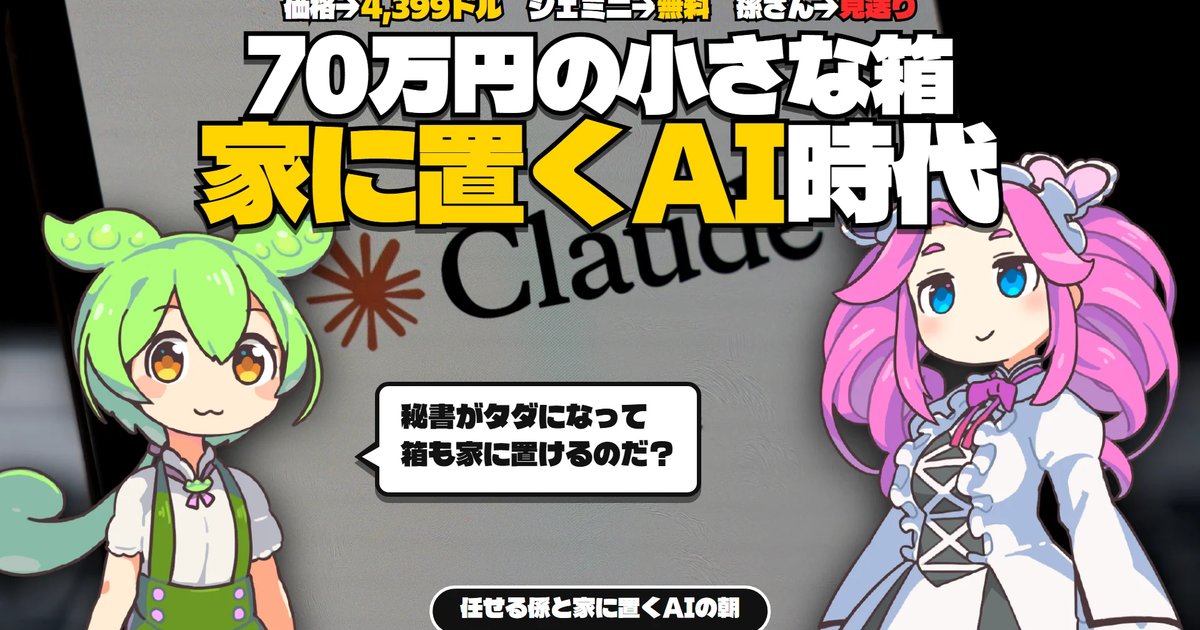 価格→4,399ドル　ジェミニ→無料　孫さん→見送り
70万円の小さな箱
家に置くAI時代
Claude
秘書がタダになって
箱も家に置けるのだ？
任せる係と家に置くAIの朝